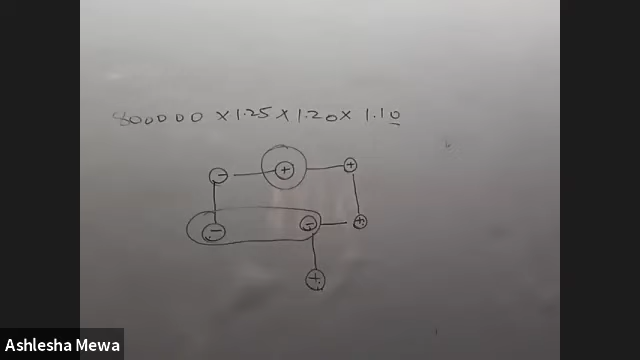 800000 × 1.25 × 1.20 × 1.10
- + +
- - +
+
Ashlesha Mewa